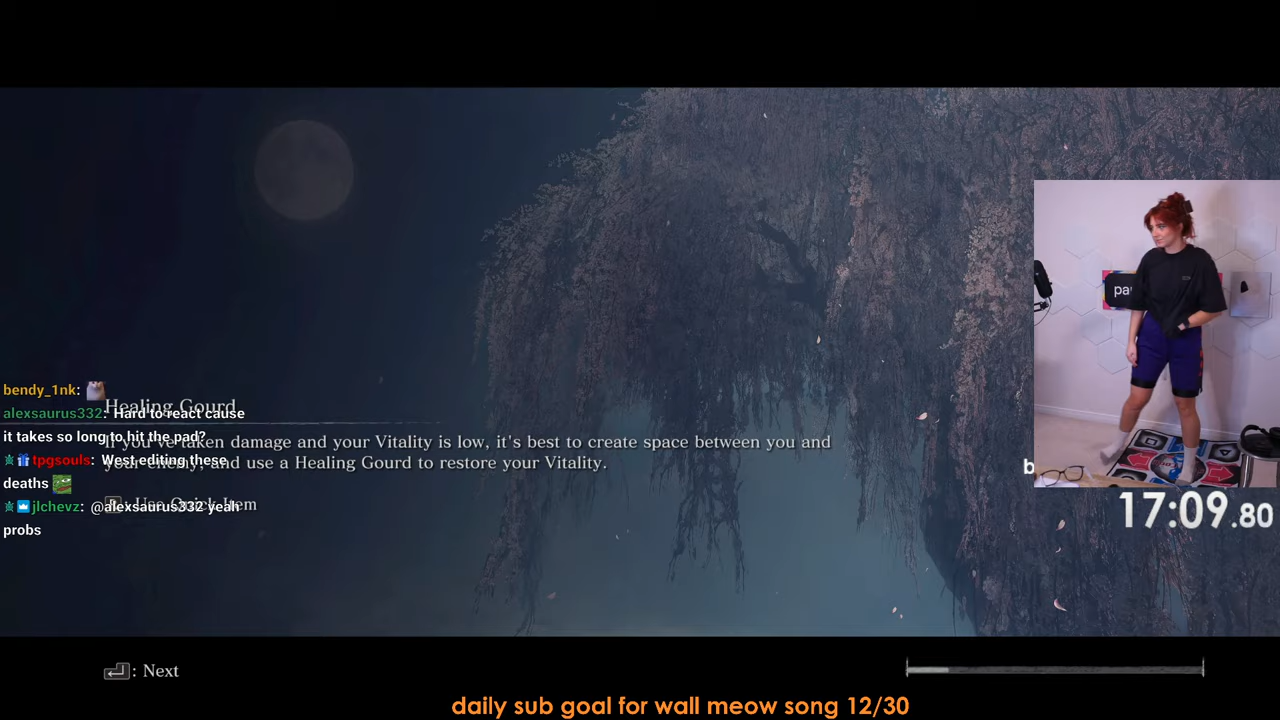 bendy_1nk:
Healing Gourd
alexsaurus332: Hard to react cause
it takes so long to hit the pad?
If you've taken damage and your Vitality is low, it's best to create space between you and
your enemy, and use a Healing Gourd to restore your Vitality.
tpgsouls: West editing these
deaths
: Use Quick Item
jlchevz: @alexsaurus332 yeah
probs
pa
b
17:09.80
: Next
daily sub goal for wall meow song 12/30